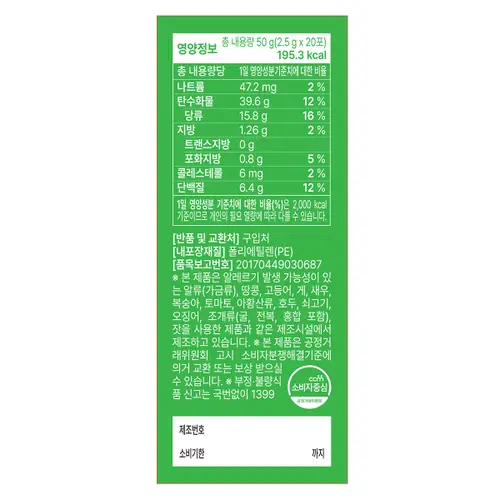 영양정보
총 내용량 50 g(2.5 g x 20포)
195.3 kcal
총 내용량당 1일 영양성분기준치에 대한 비율
나트륨 47.2 mg 2 %
탄수화물 39.6 g 12 %
당류 15.8 g 16 %
지방 1.26 g 2 %
트랜스지방 0 g
포화지방 0.8 g 5 %
콜레스테롤 6 mg 2 %
단백질 6.4 g 12 %
1일 영양성분 기준치에 대한 비율(%)은 2,000 kcal
기준이므로 개인의 필요 열량에 따라 다를 수 있습니다.
[반품 및 교환처] 구입처
[내포장재질] 폴리에틸렌(PE)
[품목보고번호] 20170449030687
※ 본 제품은 알레르기 발생 가능성이 있
는 알류(가금류), 땅콩, 고등어, 게, 새우,
복숭아, 토마토, 아황산류, 호두, 쇠고기,
오징어, 조개류(굴, 전복, 홍합 포함),
잣을 사용한 제품과 같은 제조시설에서
제조하고 있습니다. ※ 본 제품은 공정거
래위원회 고시 소비자분쟁해결기준에
의거 교환 또는 보상 받으실
수 있습니다. ※ 부정·불량식
품 신고는 국번없이 1399
CCM
소비자중심
공정거래위원회
제조번호
소비기한 까지